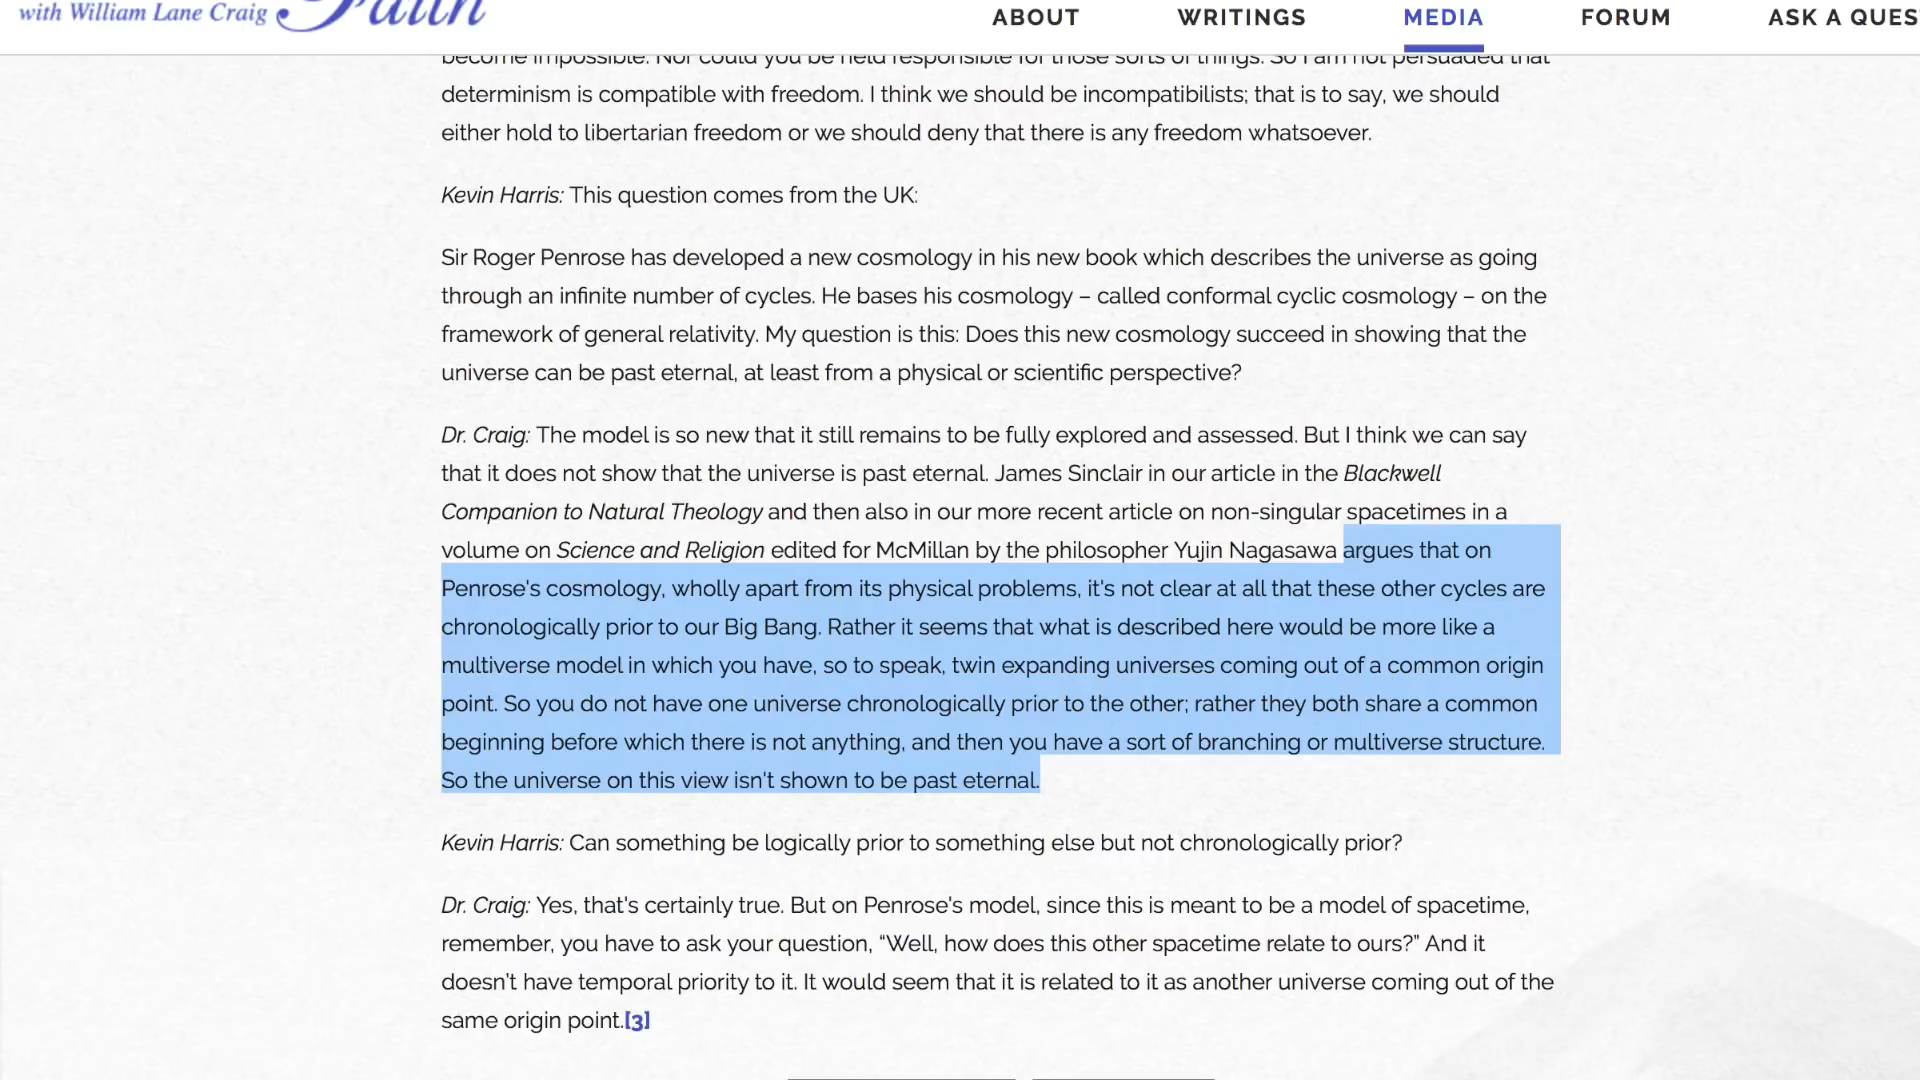 with William Lane Craig Faith
ABOUT WRITINGS MEDIA FORUM ASK A QUES
become impossible. Nor could you be held responsible for those sorts of things. So I am not persuaded that
determinism is compatible with freedom. I think we should be incompatibilists; that is to say, we should
either hold to libertarian freedom or we should deny that there is any freedom whatsoever.
Kevin Harris: This question comes from the UK:
Sir Roger Penrose has developed a new cosmology in his new book which describes the universe as going
through an infinite number of cycles. He bases his cosmology – called conformal cyclic cosmology – on the
framework of general relativity. My question is this: Does this new cosmology succeed in showing that the
universe can be past eternal, at least from a physical or scientific perspective?
Dr. Craig: The model is so new that it still remains to be fully explored and assessed. But I think we can say
that it does not show that the universe is past eternal. James Sinclair in our article in the Blackwell
Companion to Natural Theology and then also in our more recent article on non-singular spacetimes in a
volume on Science and Religion edited for McMillan by the philosopher Yujin Nagasawa argues that on
Penrose's cosmology, wholly apart from its physical problems, it's not clear at all that these other cycles are
chronologically prior to our Big Bang. Rather it seems that what is described here would be more like a
multiverse model in which you have, so to speak, twin expanding universes coming out of a common origin
point. So you do not have one universe chronologically prior to the other; rather they both share a common
beginning before which there is not anything, and then you have a sort of branching or multiverse structure.
So the universe on this view isn't shown to be past eternal.
Kevin Harris: Can something be logically prior to something else but not chronologically prior?
Dr. Craig: Yes, that's certainly true. But on Penrose's model, since this is meant to be a model of spacetime,
remember, you have to ask your question, “Well, how does this other spacetime relate to ours?” And it
doesn't have temporal priority to it. It would seem that it is related to it as another universe coming out of the
same origin point.[3]